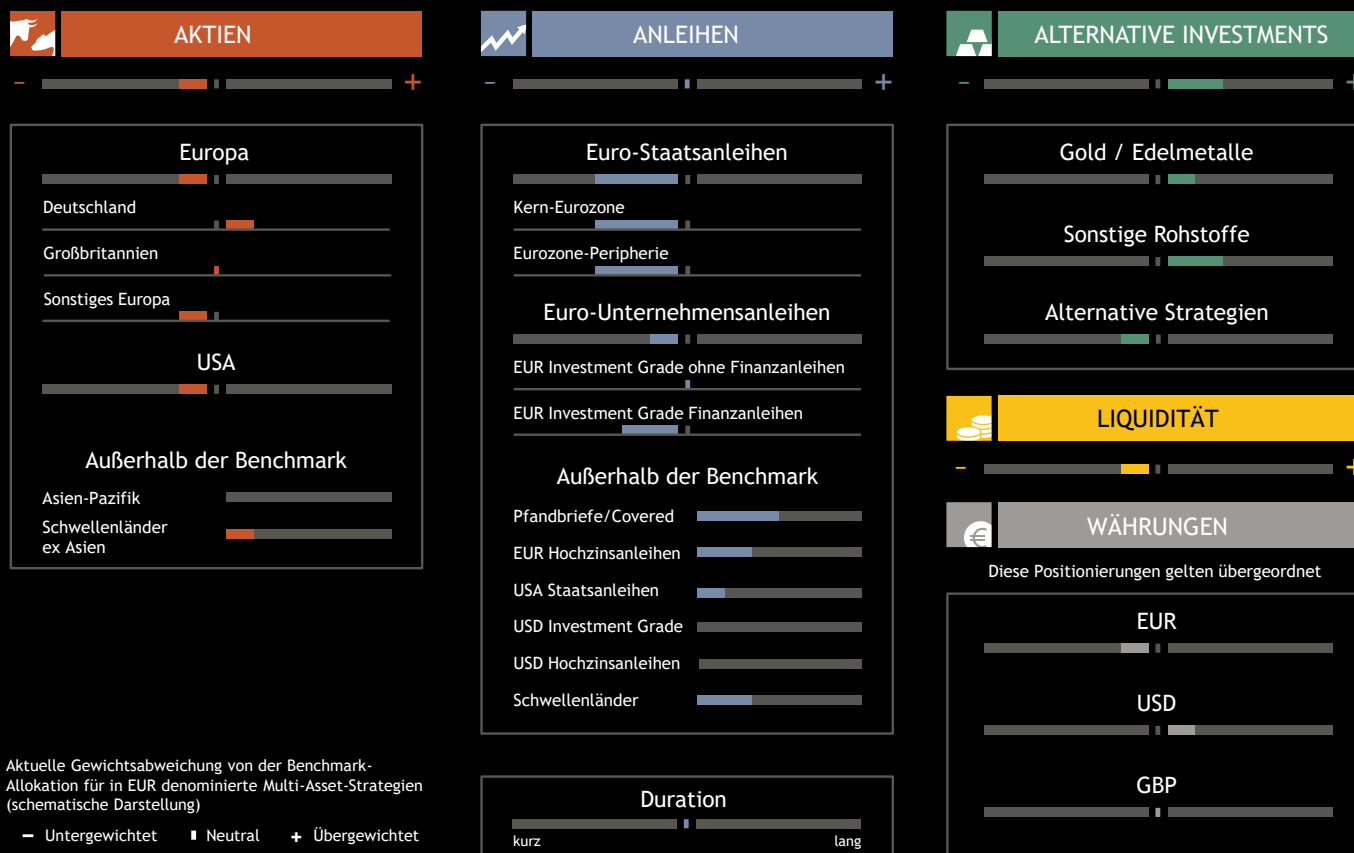 AKTIEN
- +
Europa
Deutschland
Großbritannien
Sonstiges Europa
USA
Außerhalb der Benchmark
Asien-Pazifik
Schwellenländer
ex Asien
Aktuelle Gewichtsabweichung von der Benchmark-
Allokation für in EUR denominierte Multi-Asset-Strategien
(schematische Darstellung)
– Untergewichtet Neutral + Übergewichtet
ANLEIHEN
- +
Euro-Staatsanleihen
Kern-Eurozone
Eurozone-Peripherie
Euro-Unternehmensanleihen
EUR Investment Grade ohne Finanzanleihen
EUR Investment Grade Finanzanleihen
Außerhalb der Benchmark
Pfandbriefe/Covered
EUR Hochzinsanleihen
USA Staatsanleihen
USD Investment Grade
USD Hochzinsanleihen
Schwellenländer
Duration
kurz lang
ALTERNATIVE INVESTMENTS
- +
Gold / Edelmetalle
Sonstige Rohstoffe
Alternative Strategien
LIQUIDITÄT
- +
€
WÄHRUNGEN
Diese Positionierungen gelten übergeordnet
EUR
USD
GBP